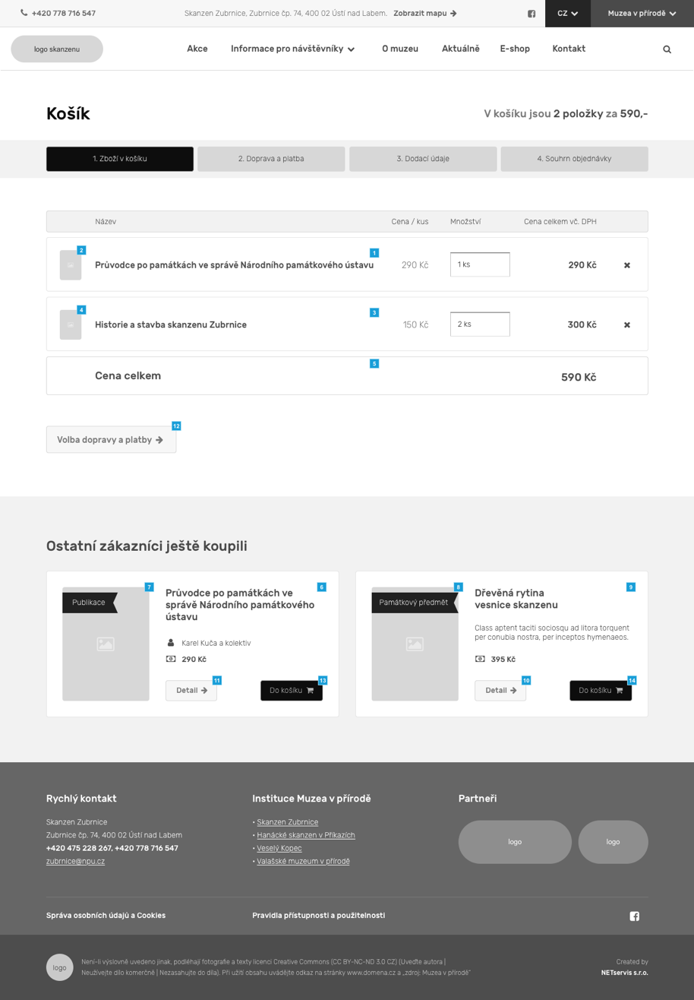 +420 778 716 547
Skanzen Zubrnice, Zubrnice čp. 74, 400 02 Ústí nad Labem. Zobrazit mapu
CZ
Muzea v přírodě
logo skanzenu
Akce
Informace pro návštěvníky
O muzeu
Aktuálně
E-shop
Kontakt
Košík
V košíku jsou 2 položky za 590,-
1. Zboží v košíku
2. Doprava a platba
3. Dodací údaje
4. Souhrn objednávky
Název
Cena / kus
Množství
Cena celkem vč. DPH
2
1
Průvodce po památkách ve správě Národního památkového ústavu
290 Kč
1 ks
290 Kč
4
3
Historie a stavba skanzenu Zubrnice
150 Kč
2 ks
300 Kč
5
Cena celkem
590 Kč
12
Volba dopravy a platby
Ostatní zákazníci ještě koupili
7
6
Publikace
Průvodce po památkách ve
správě Národního památkového
ústavu
Karel Kuča a kolektiv
290 Kč
11
Detail
13
Do košíku
8
9
Památkový předmět
Dřevěná rytina
vesnice skanzenu
Class aptent taciti sociosqu ad litora torquent
per conubia nostra, per inceptos hymenaeos.
395 Kč
10
Detail
14
Do košíku
Rychlý kontakt
Skanzen Zubrnice
Zubrnice čp. 74, 400 02 Ústí nad Labem
+420 475 228 267, +420 778 716 547
zubrnice@npu.cz
Instituce Muzea v přírodě
• Skanzen Zubrnice
• Hanácké skanzen v Příkazích
• Veselý Kopec
• Valašské muzeum v přírodě
Partneři
logo
logo
Správa osobních údajů a Cookies
Pravidla přístupnosti a použitelnosti
logo
Není-li výslovně uvedeno jinak, podléhají fotografie a texty licenci Creative Commons (CC BY-NC-ND 3.0 CZ) (Uveďte autora |
Neužívejte dílo komerčně | Nezasahujte do díla). Při užití obsahu uvádějte odkaz na stránky www.domena.cz a „zdroj: Muzea v přírodě“
Created by
NETservis s.r.o.